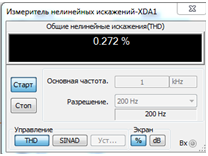 Измеритель нелинейных искажений-XDA1
Общие нелинейные искажения(THD)
0.272 %
Старт
Стоп
Основная частота.
1
kHz
Разрешение.
200 Hz
200 Hz
Управление
THD
SINAD
Уст...
Экран
%
dB
Вх